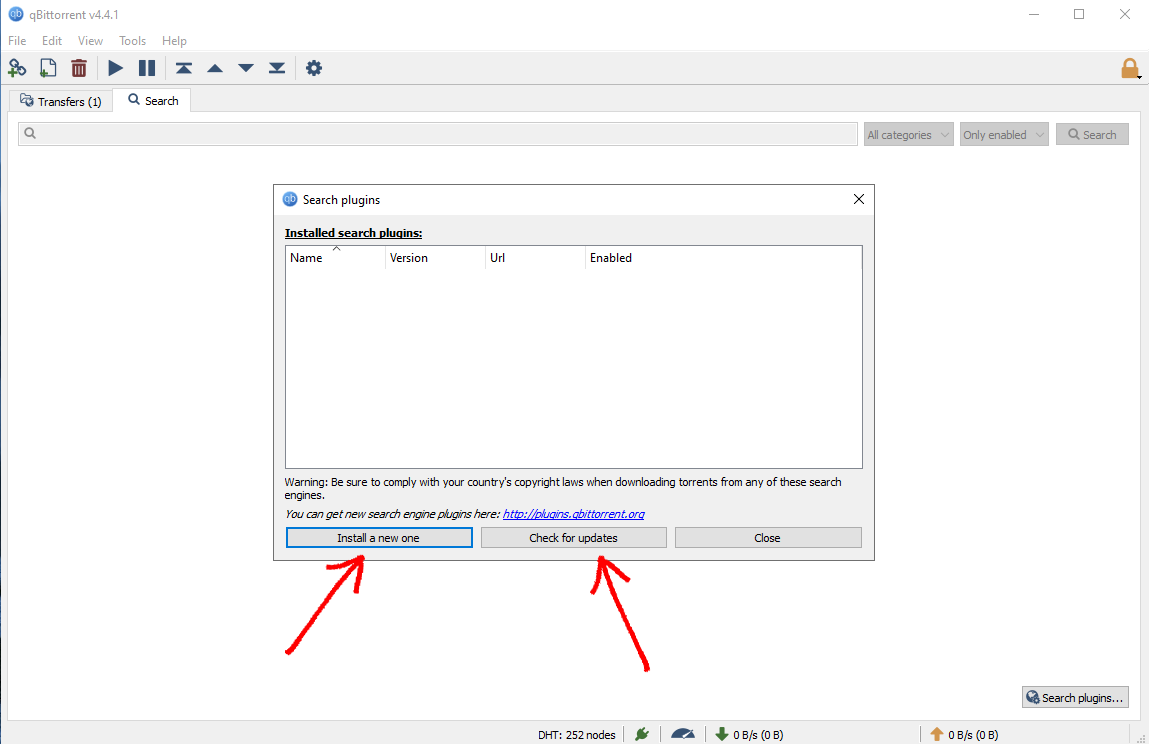 qBittorrent v4.4.1
File Edit View Tools Help
Transfers (1) Search
All categories Only enabled Search
Search plugins
Installed search plugins:
Name Version Url Enabled
Warning: Be sure to comply with your country's copyright laws when downloading torrents from any of these search
engines.
You can get new search engine plugins here: http://plugins.qbittorrent.org
Install a new one Check for updates Close
Search plugins...
DHT: 252 nodes 0 B/s (0 B) 0 B/s (0 B)